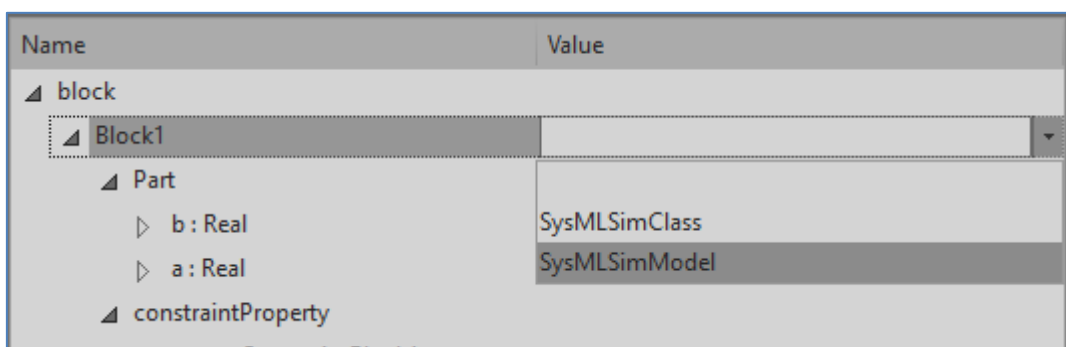 Name Value
block
Block1
Part
b : Real SysMLSimClass
a : Real SysMLSimModel
constraintProperty